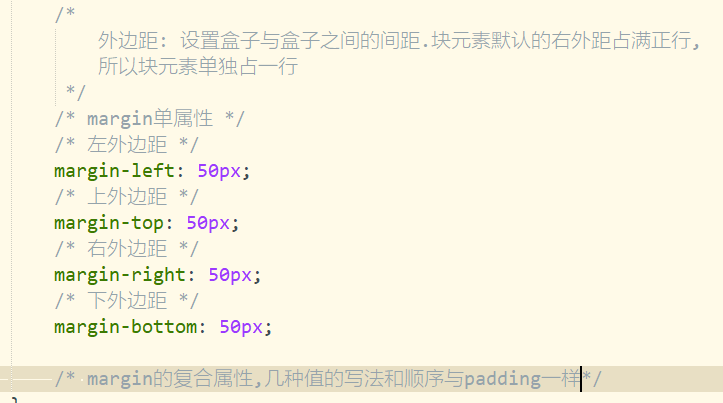 /*
外边距: 设置盒子与盒子之间的间距.块元素默认的右外距占满正行,
所以块元素单独占一行
*/
/* margin单属性 */
/* 左外边距 */
margin-left: 50px;
/* 上外边距 */
margin-top: 50px;
/* 右外边距 */
margin-right: 50px;
/* 下外边距 */
margin-bottom: 50px;
/* margin的复合属性,几种值的写法和顺序与padding一样*/
}